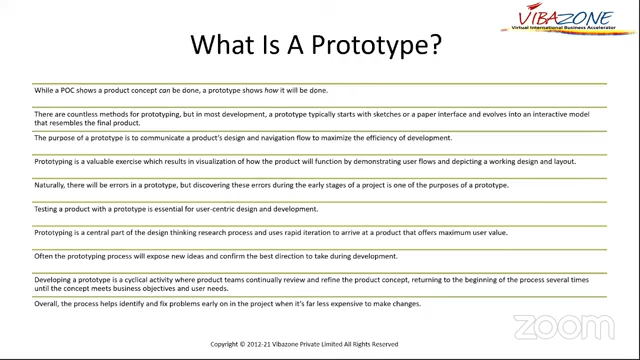 VIBAZONE
Virtual International Business Accelerator
What Is A Prototype?
While a POC shows a product concept can be done, a prototype shows how it will be done.
There are countless methods for prototyping, but in most development, a prototype typically starts with sketches or a paper interface and evolves into an interactive model
that resembles the final product.
The purpose of a prototype is to communicate a product's design and navigation flow to maximize the efficiency of development.
Prototyping is a valuable exercise which results in visualization of how the product will function by demonstrating user flows and depicting a working design and layout.
Naturally, there will be errors in a prototype, but discovering these errors during the early stages of a project is one of the purposes of a prototype.
Testing a product with a prototype is essential for user-centric design and development.
Prototyping is a central part of the design thinking research process and uses rapid iteration to arrive at a product that offers maximum user value.
Often the prototyping process will expose new ideas and confirm the best direction to take during development.
Developing a prototype is a cyclical activity where product teams continually review and refine the product concept, returning to the beginning of the process several times
until the concept meets business objectives and user needs.
Overall, the process helps identify and fix problems early on in the project when it's far less expensive to make changes.
zoom
Copyright © 2012-21 Vibazone Private Limited All Rights Reserved